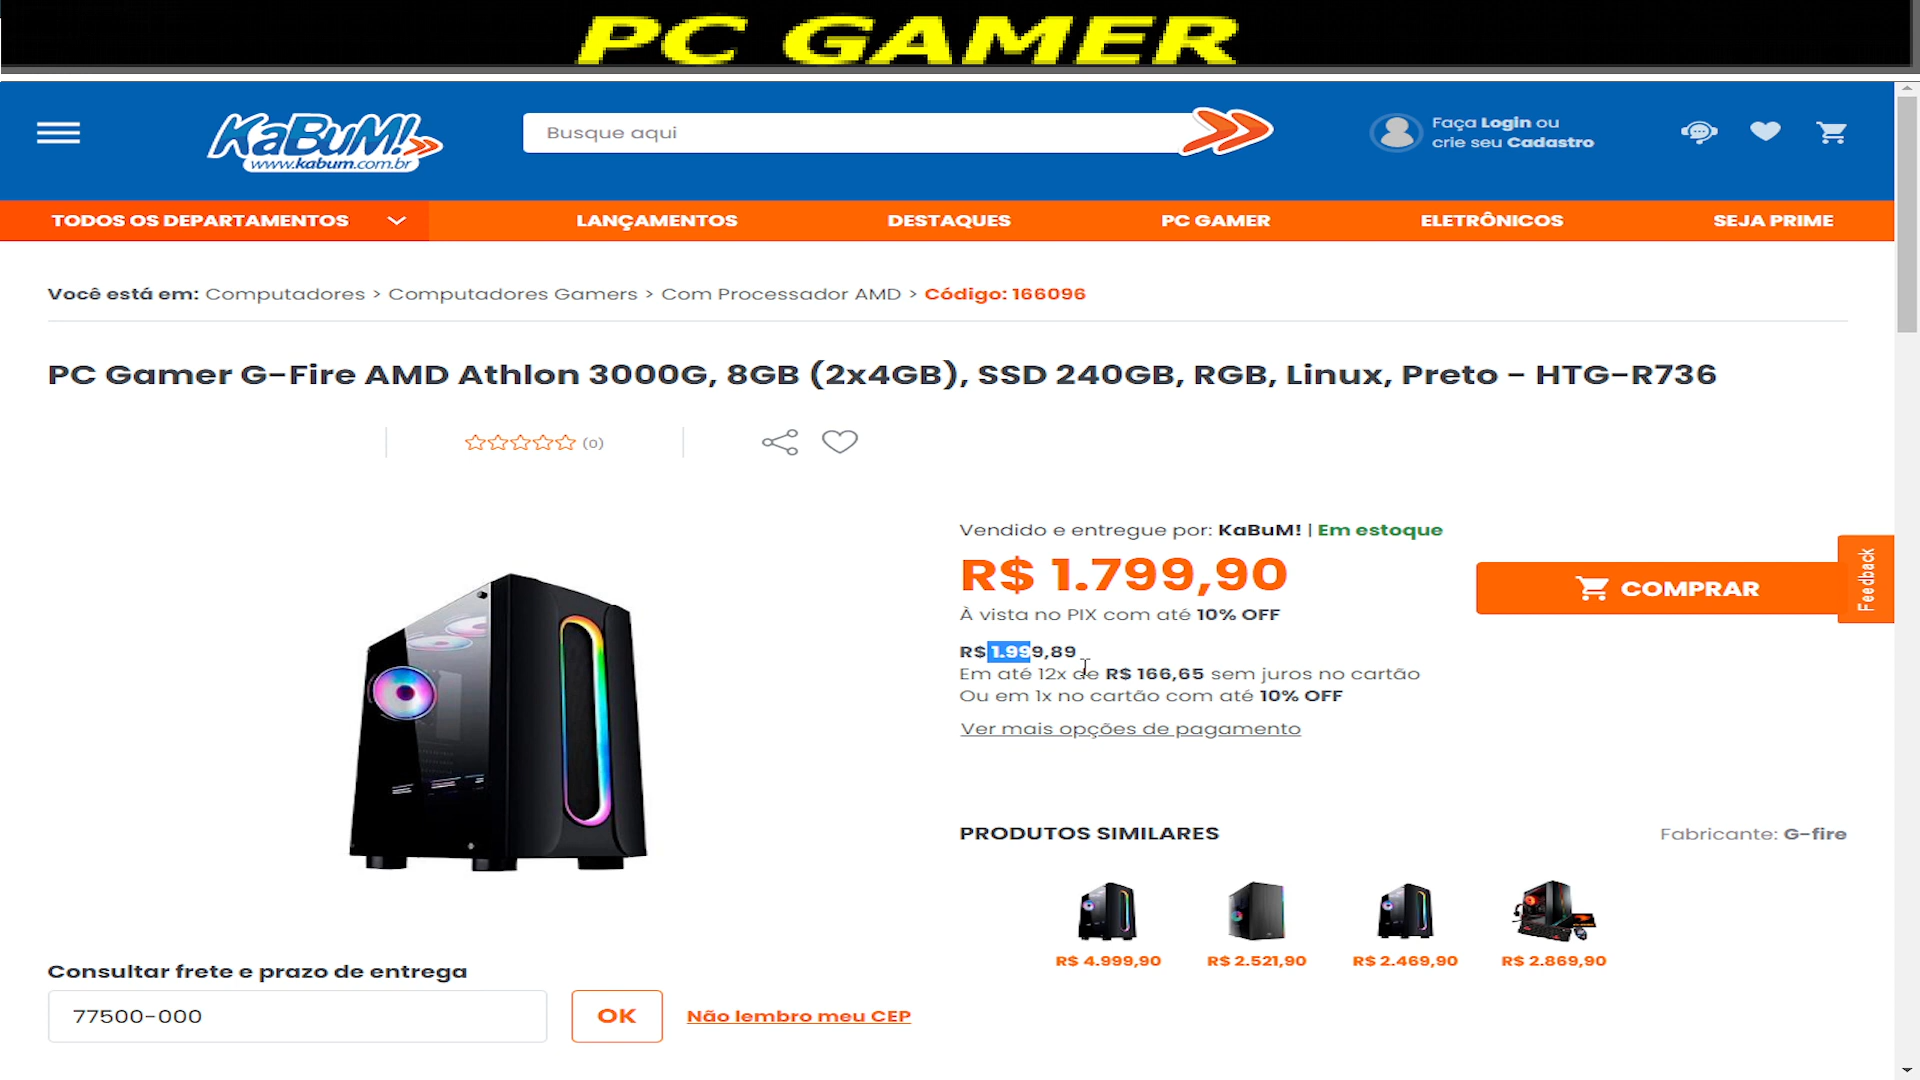 PC GAMER
KaBuM!
www.kabum.com.br
Busque aqui
Faça Login ou
crie seu Cadastro
TODOS OS DEPARTAMENTOS
LANÇAMENTOS
DESTAQUES
PC GAMER
ELETRÔNICOS
SEJA PRIME
Você está em: Computadores > Computadores Gamers > Com Processador AMD > Código: 166096
PC Gamer G-Fire AMD Athlon 3000G, 8GB (2x4GB), SSD 240GB, RGB, Linux, Preto - HTG-R736
(0)
Vendido e entregue por: KaBuM! | Em estoque
R$ 1.799,90
COMPRAR
Feedback
À vista no PIX com até 10% OFF
R$ 1.999,89
Em até 12x de R$ 166,65 sem juros no cartão
Ou em 1x no cartão com até 10% OFF
Ver mais opções de pagamento
PRODUTOS SIMILARES
Fabricante: G-fire
R$ 4.999,90
R$ 2.521,90
R$ 2.469,90
R$ 2.869,90
Consultar frete e prazo de entrega
77500-000
OK
Não lembro meu CEP